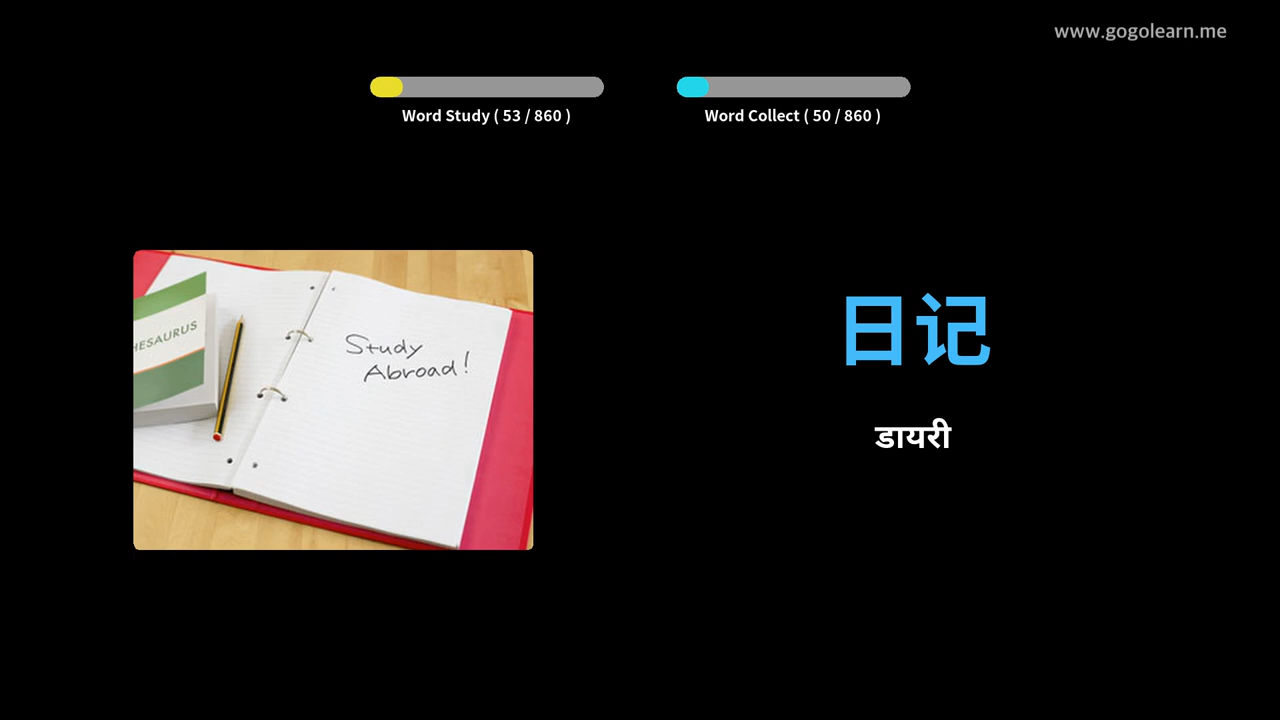 www.gogolearn.me
Word Study ( 53 / 860 )
Word Collect ( 50 / 860 )
HESAURUS
Study
Abroad!
日记
डायरी